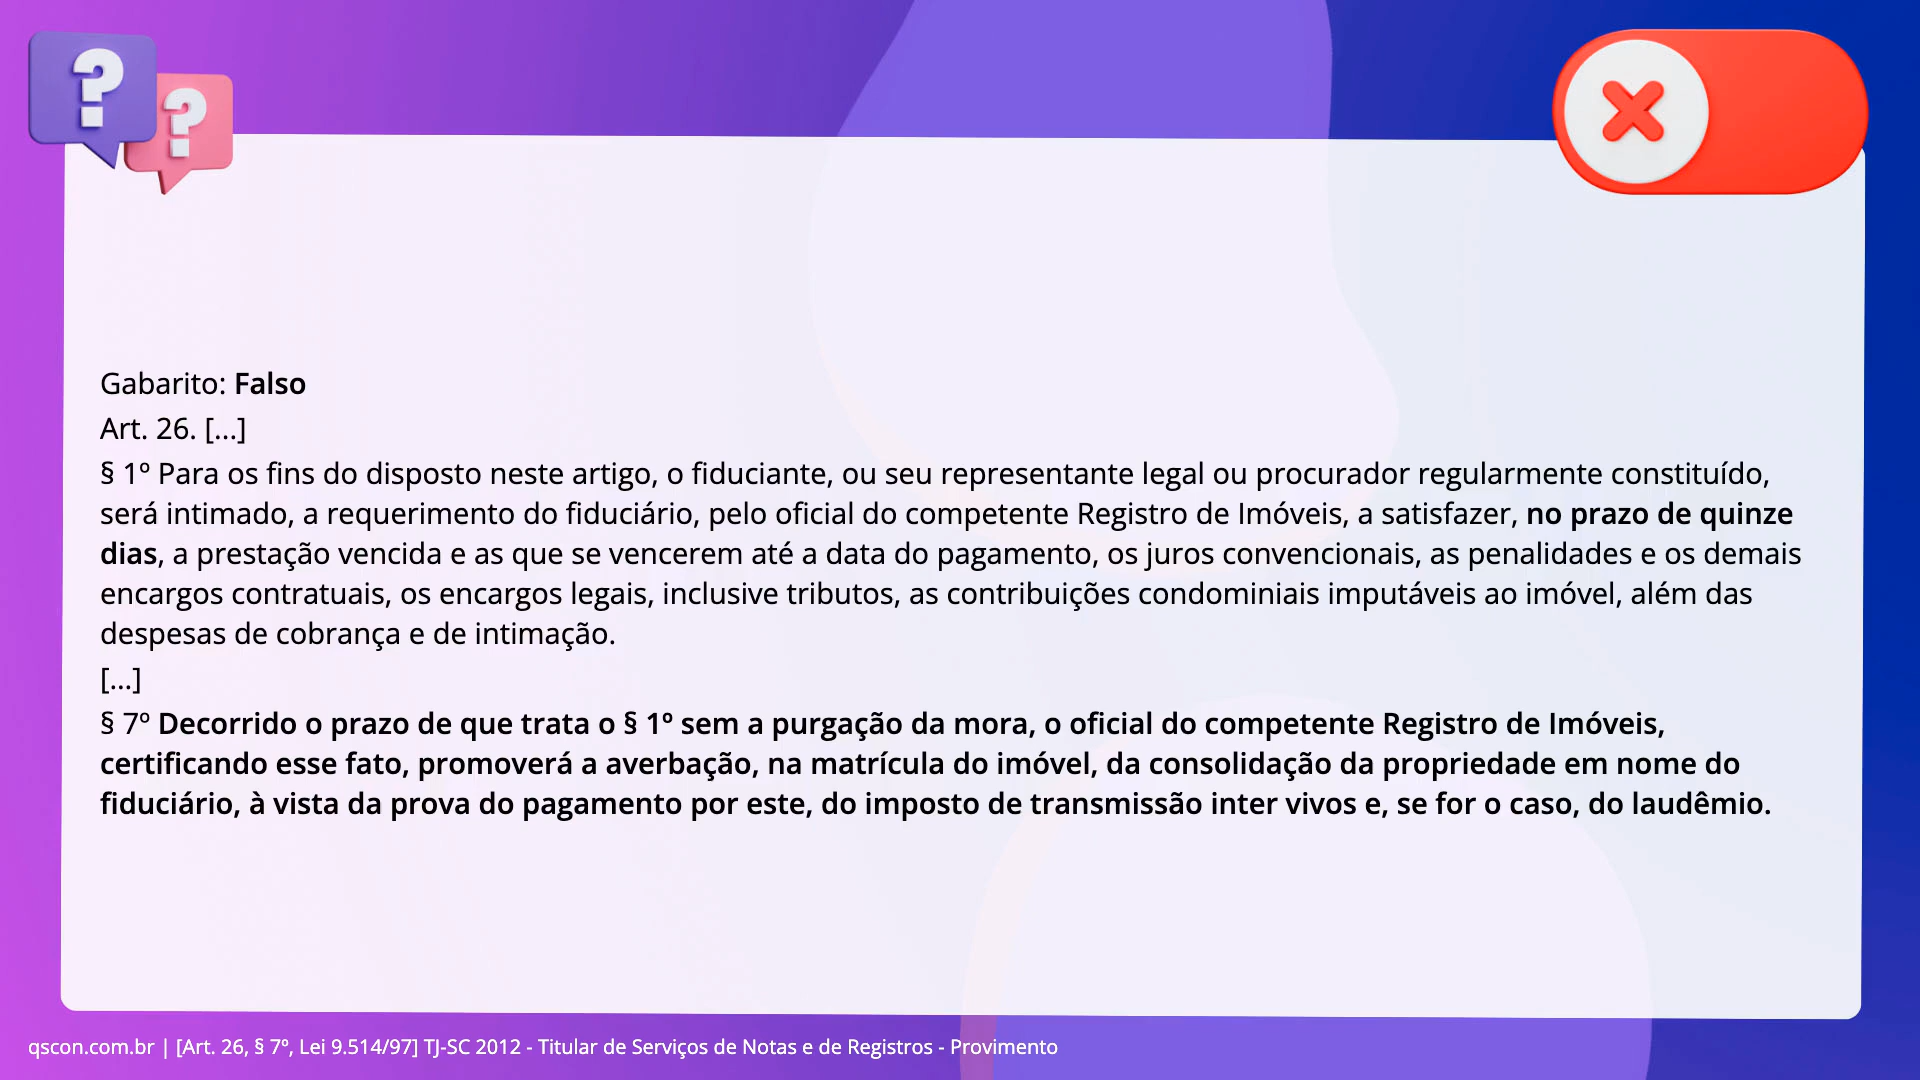 ?
?
Gabarito: Falso
Art. 26. [...]
§ 1º Para os fins do disposto neste artigo, o fiduciante, ou seu representante legal ou procurador regularmente constituído,
será intimado, a requerimento do fiduciário, pelo oficial do competente Registro de Imóveis, a satisfazer, no prazo de quinze
dias, a prestação vencida e as que se vencerem até a data do pagamento, os juros convencionais, as penalidades e os demais
encargos contratuais, os encargos legais, inclusive tributos, as contribuições condominiais imputáveis ao imóvel, além das
despesas de cobrança e de intimação.
[...]
§ 7º Decorrido o prazo de que trata o § 1º sem a purgação da mora, o oficial do competente Registro de Imóveis,
certificando esse fato, promoverá a averbação, na matrícula do imóvel, da consolidação da propriedade em nome do
fiduciário, à vista da prova do pagamento por este, do imposto de transmissão inter vivos e, se for o caso, do laudêmio.
qscon.com.br | [Art. 26, § 7º, Lei 9.514/97] TJ-SC 2012 - Titular de Serviços de Notas e de Registros - Provimento